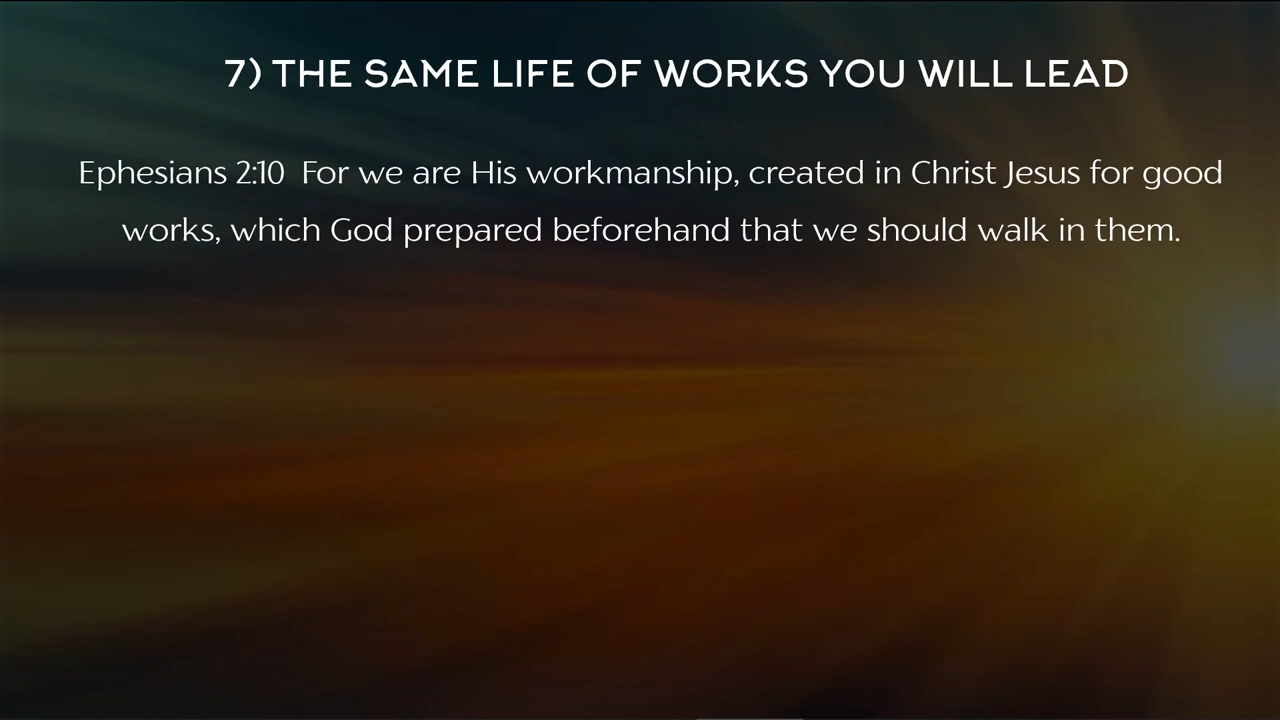 7) THE SAME LIFE OF WORKS YOU WILL LEAD
Ephesians 2:10  For we are His workmanship, created in Christ Jesus for good
works, which God prepared beforehand that we should walk in them.